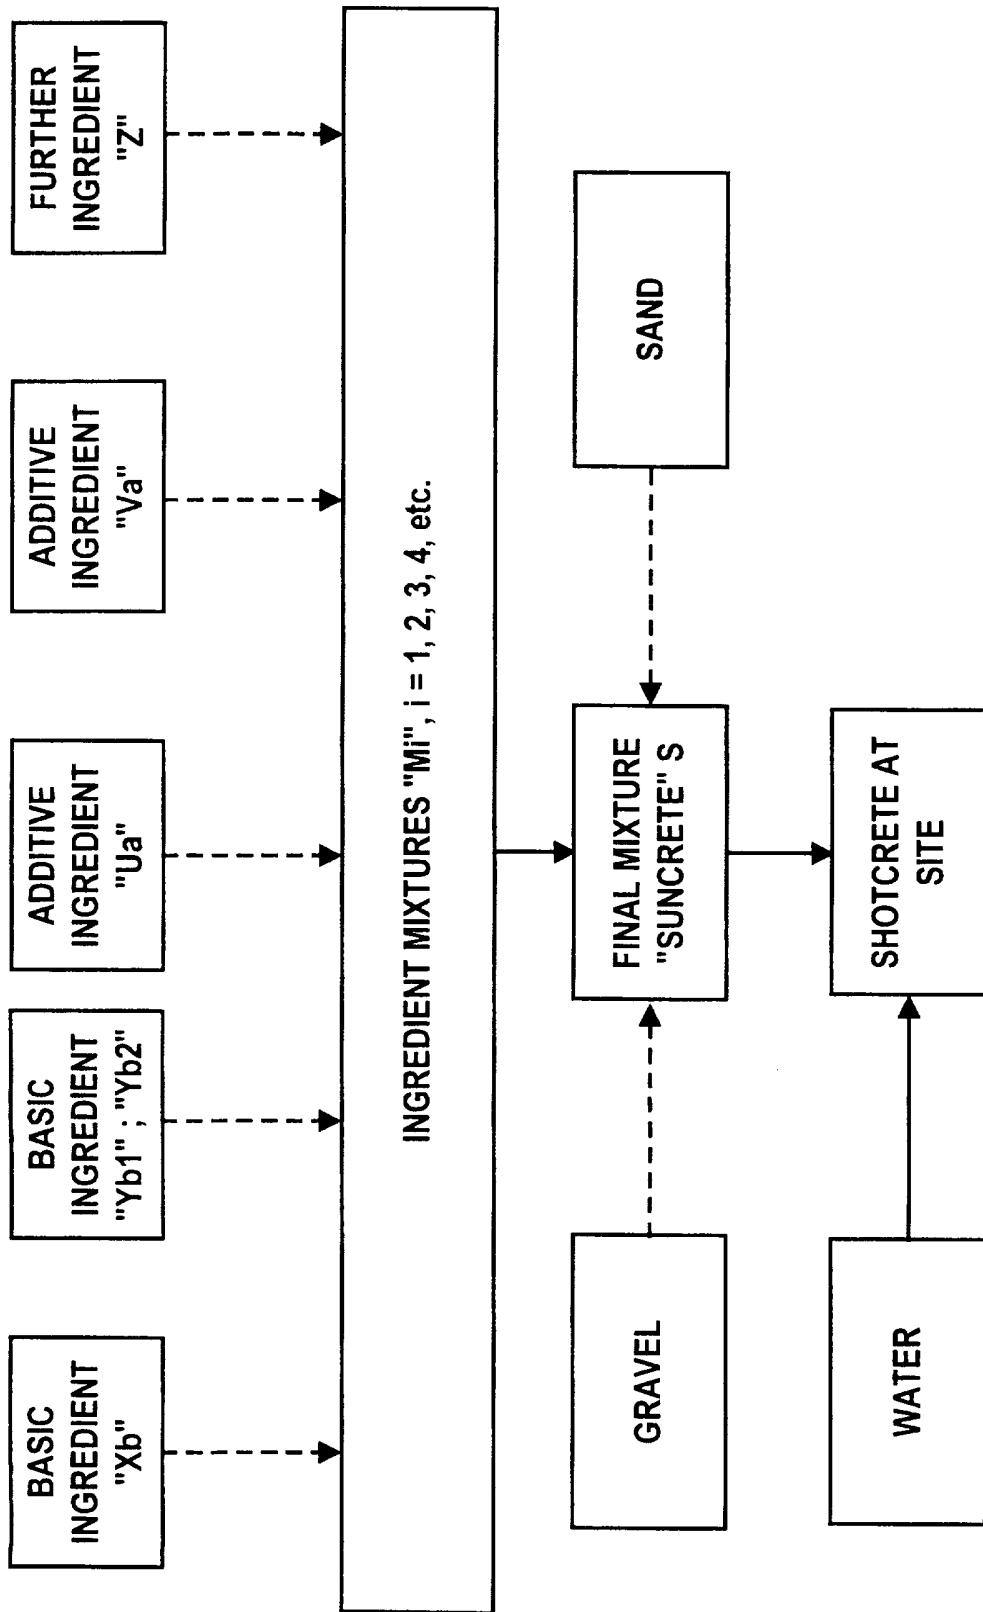 BASIC
INGREDIENT
"Xb"
BASIC
INGREDIENT
"Yb1" ; "Yb2"
ADDITIVE
INGREDIENT
"Ua"
ADDITIVE
INGREDIENT
"Va"
FURTHER
INGREDIENT
"Z"
INGREDIENT MIXTURES "Mi", i = 1, 2, 3, 4, etc.
GRAVEL
FINAL MIXTURE
"SUNCRETE" S
SAND
WATER
SHOTCRETE AT
SITE